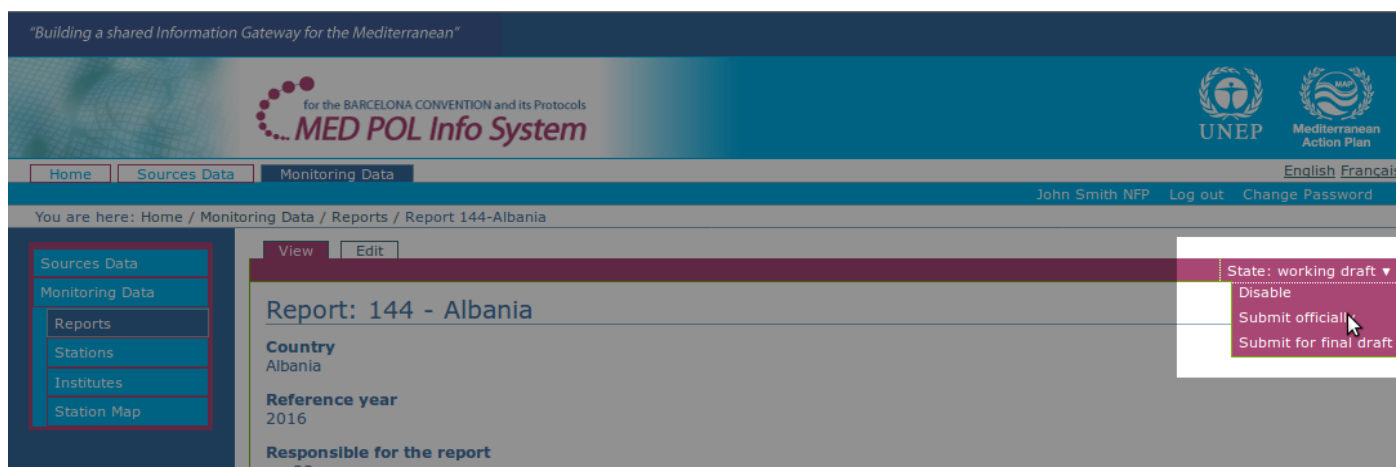 "Building a shared Information Gateway for the Mediterranean"
for the BARCELONA CONVENTION and its Protocols
MED POL Info System
UNEP
MAP
Mediterranean
Action Plan
Home Sources Data Monitoring Data
English Français
John Smith NFP Log out Change Password
You are here: Home / Monitoring Data / Reports / Report 144-Albania
Sources Data
Monitoring Data
Reports
Stations
Institutes
Station Map
View Edit
State: working draft ▼
Disable
Submit officially
Submit for final draft
Report: 144 - Albania
Country
Albania
Reference year
2016
Responsible for the report